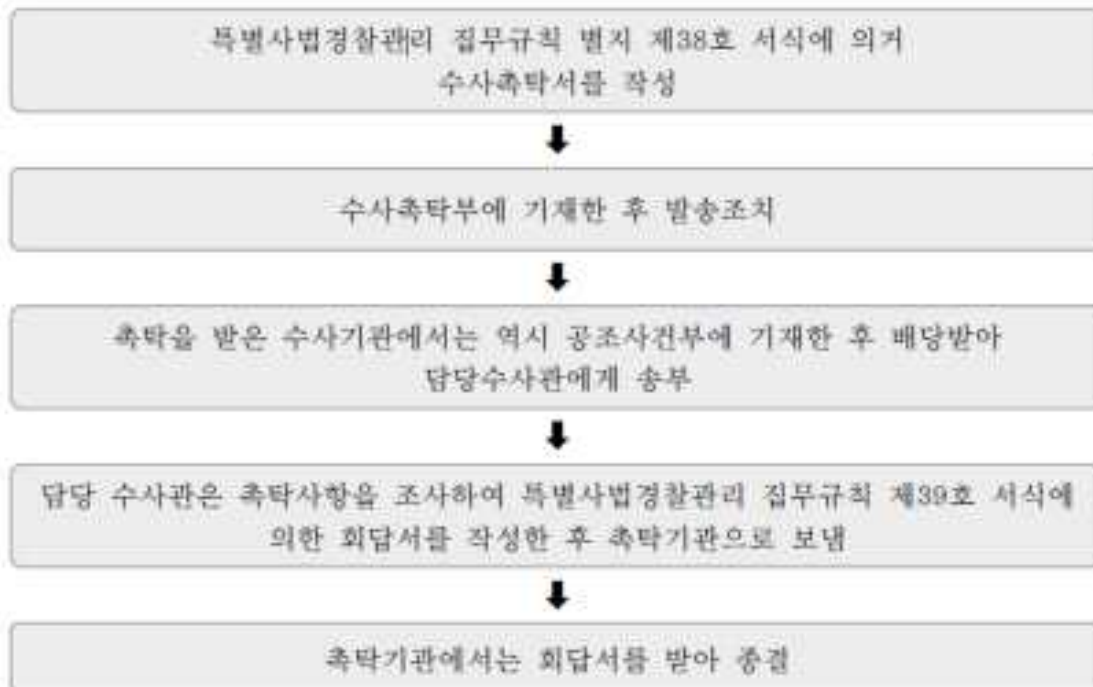 특별사법경찰관리 집무규칙 별지 제38호 서식에 의거
수사촉탁서를 작성
수사촉탁부에 기재한 후 발송조치
촉탁을 받은 수사기관에서는 역시 공조사건부에 기재한 후 배당받아
담당수사관에게 송부
담당 수사관은 촉탁사항을 조사하여 특별사법경찰관리 집무규칙 제39호 서식에
의한 회답서를 작성한 후 촉탁기관으로 보냄
촉탁기관에서는 회답서를 받아 종결